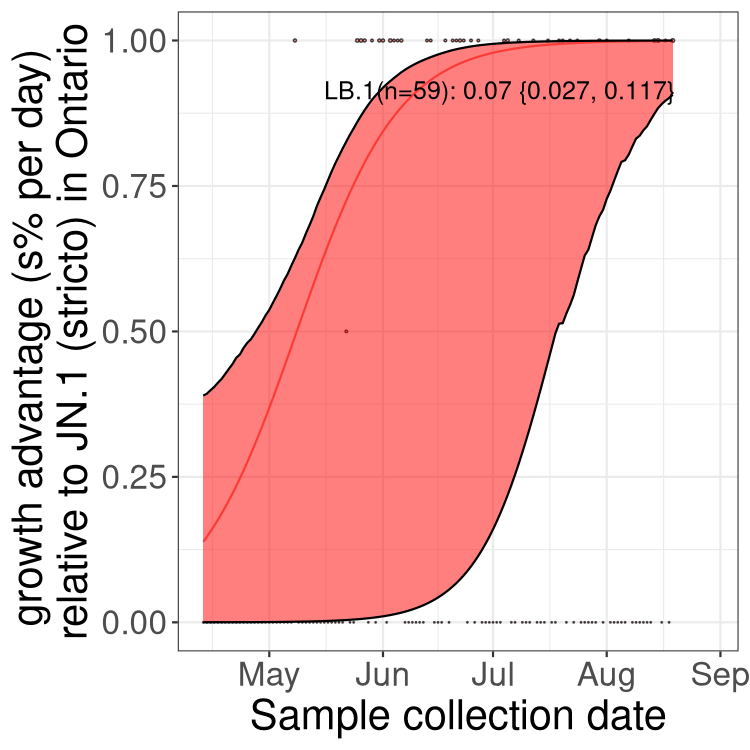 growth advantage (s% per day)
relative to JN.1 (stricto) in Ontario
1.00
0.75
0.50
0.25
0.00
LB.1(n=59): 0.07 {0.027, 0.117}
May Jun Jul Aug Sep
Sample collection date